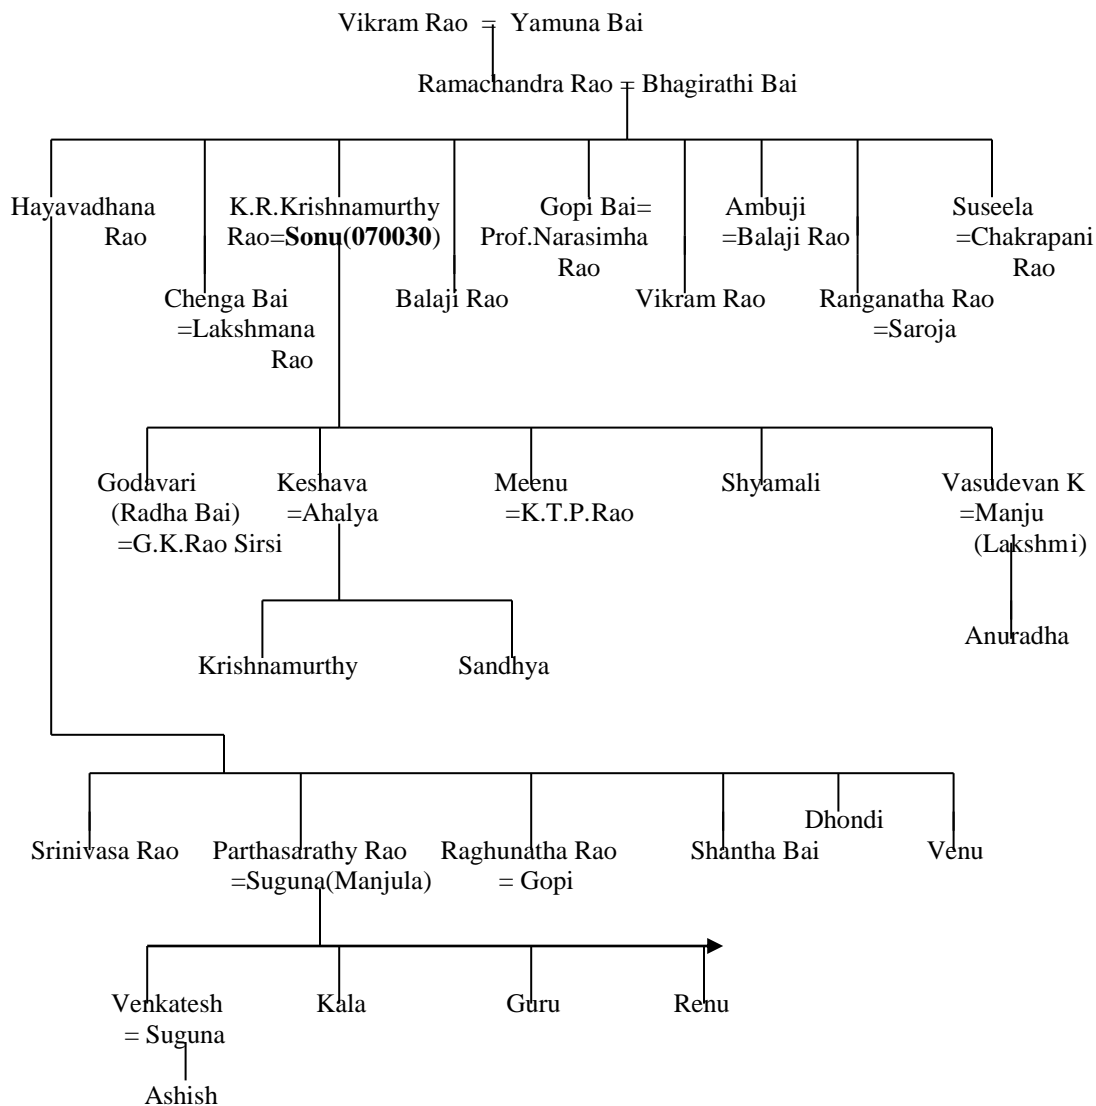 Vikram Rao = Yamuna Bai
Ramachandra Rao = Bhagirathi Bai
Hayavadhana
Rao
K.R.Krishnamurthy
Rao=Sonu(070030)
Gopi Bai=
Prof.Narasimha
Rao
Ambuji
=Balaji Rao
Suseela
=Chakrapani
Rao
Chenga Bai
=Lakshmana
Rao
Balaji Rao
Vikram Rao
Ranganatha Rao
=Saroja
Godavari
(Radha Bai)
=G.K.Rao Sirsi
Keshava
=Ahalya
Meenu
=K.T.P.Rao
Shyamali
Vasudevan K
=Manju
(Lakshmi)
Anuradha
Krishnamurthy
Sandhya
Dhondi
Srinivasa Rao
Parthasarathy Rao
=Suguna(Manjula)
Raghunatha Rao
= Gopi
Shantha Bai
Venu
Venkatesh
= Suguna
Kala
Guru
Renu
Ashish